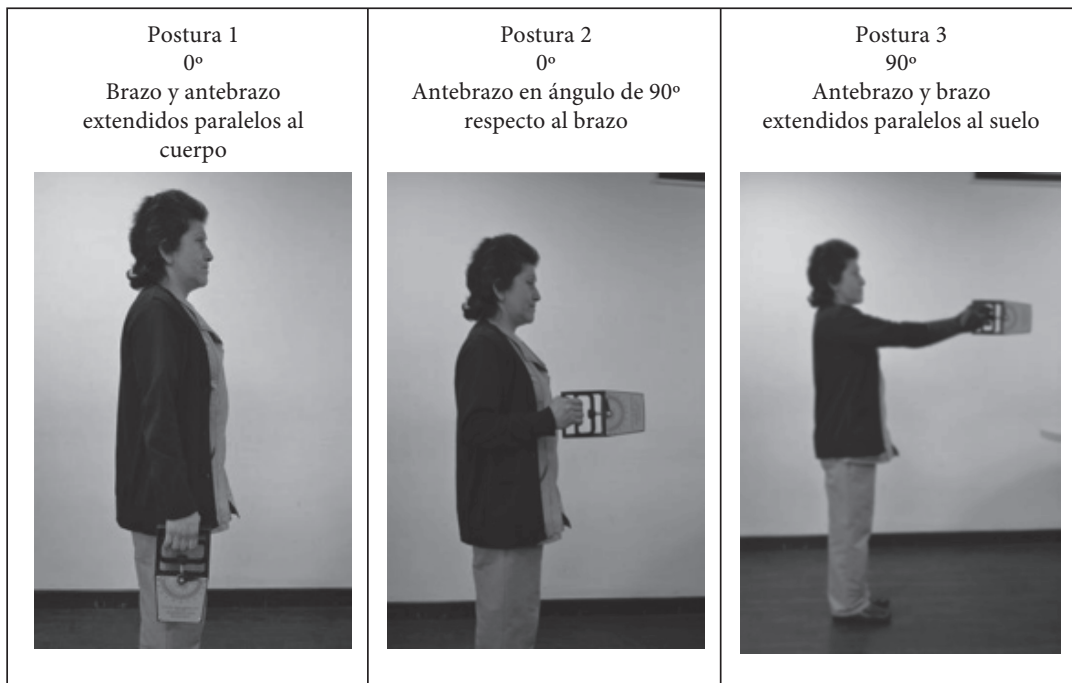 Postura 1
0º
Brazo y antebrazo
extendidos paralelos al
cuerpo
Postura 2
0º
Antebrazo en ángulo de 90º
respecto al brazo
Postura 3
90º
Antebrazo y brazo
extendidos paralelos al suelo